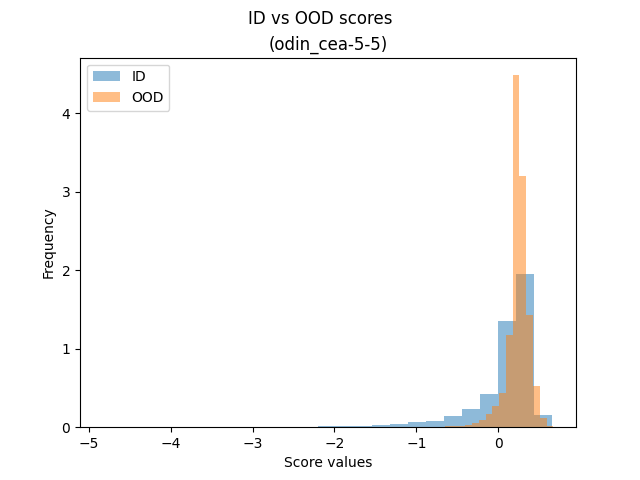 ID vs OOD scores
(odin_cea-5-5)
ID
OOD
Frequency
4
3
2
1
0
−5
−4
−3
−2
−1
0
Score values